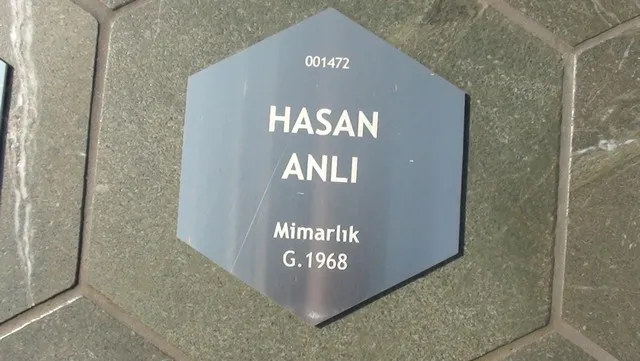 001472
HASAN
ANLI
Mimarlık
G.1968